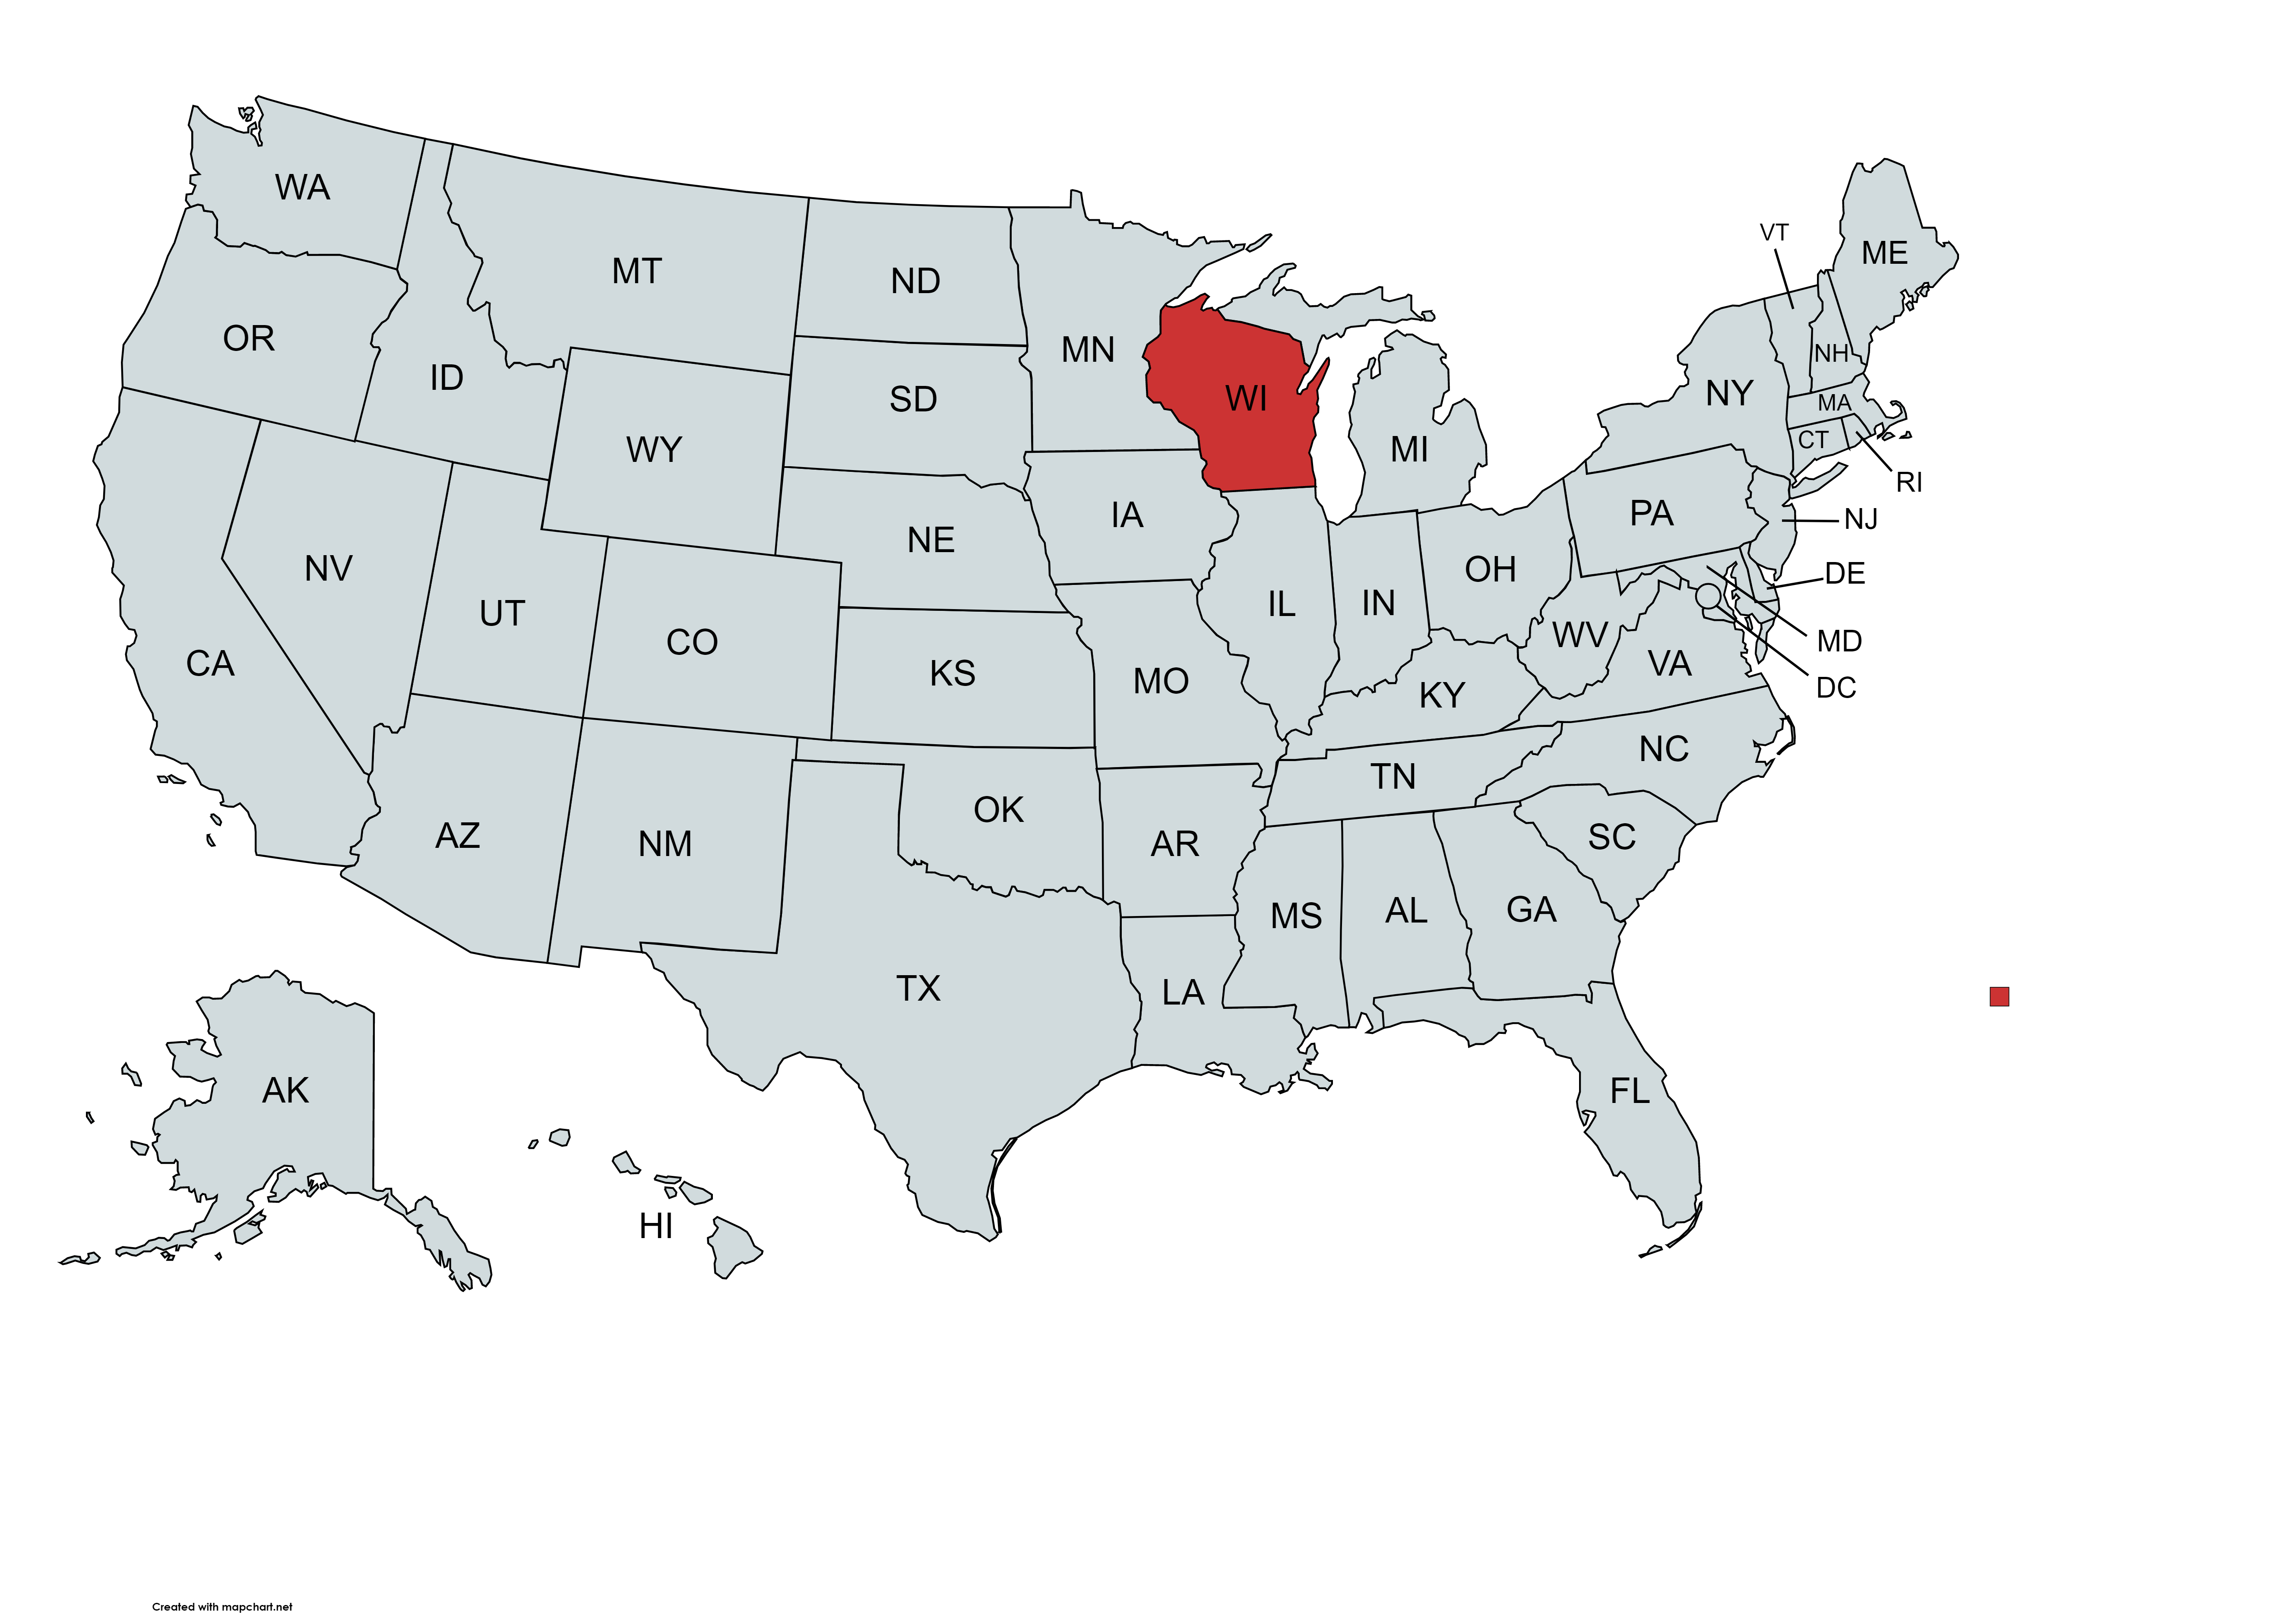 WA
MT
ND
MN
VT
ME
OR
ID
SD
WI
NH
NY
MA
WY
MI
CT
RI
IA
PA
NJ
NV
NE
OH
DE
UT
CO
IL
IN
WV
MD
CA
KS
MO
KY
VA
DC
NC
TN
AZ
NM
OK
AR
SC
MS
AL
GA
TX
LA
AK
FL
HI
Created with mapchart.net